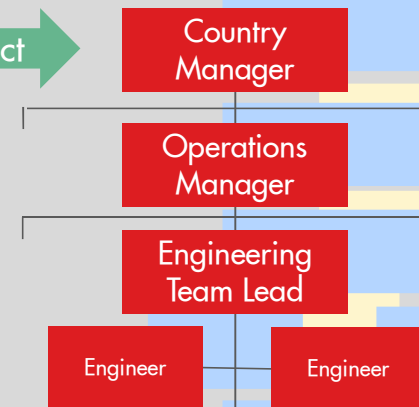 ct
Country
Manager
Operations
Manager
Engineering
Team Lead
Engineer
Engineer